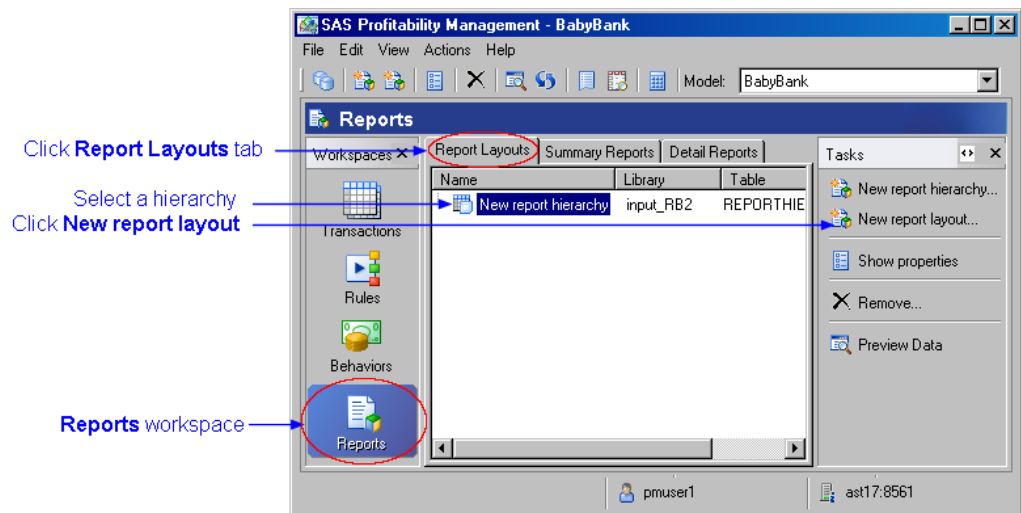 SAS Profitability Management - BabyBank
File Edit View Actions Help
Model: BabyBank
Reports
Click Report Layouts tab
Workspaces
Report Layouts Summary Reports Detail Reports
Tasks
Name Library Table
Select a hierarchy
New report hierarchy input_RB2 REPORTHIE
New report hierarchy...
Click New report layout
New report layout...
Transactions
Show properties
Rules
Remove...
Preview Data
Behaviors
Reports workspace
Reports
pmuser1
ast17:8561